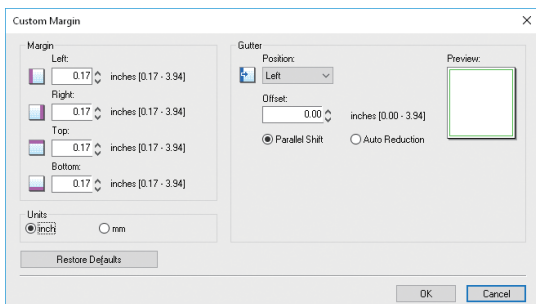 Custom Margin
Margin
Left:
0.17 inches [0.17 - 3.94]
Right:
0.17 inches [0.17 - 3.94]
Top:
0.17 inches [0.17 - 3.94]
Bottom:
0.17 inches [0.17 - 3.94]
Units
inch mm
Restore Defaults
Gutter
Position:
Left
Offset:
0.00 inches [0.00 - 3.94]
Parallel Shift Auto Reduction
Preview:
OK Cancel